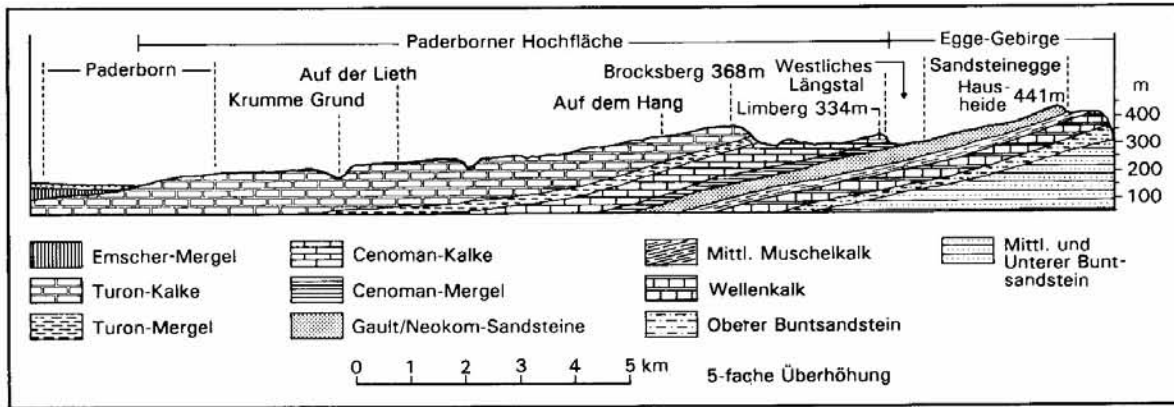 Paderborner Hochfläche
Egge-Gebirge
Paderborn
Auf der Lieth
Krumme Grund
Brocksberg 368m
Auf dem Hang
Westliches
Längstal
Limberg 334m
Sandsteinegge
Haus-
heide 441m
m
400
300
200
100
Emscher-Mergel
Turon-Kalke
Turon-Mergel
Cenoman-Kalke
Cenoman-Mergel
Gault/Neokom-Sandsteine
Mittl. Muschelkalk
Wellenkalk
Oberer Buntsandstein
Mittl. und
Unterer Bunt-
sandstein
0 1 2 3 4 5 km
5-fache Überhöhung